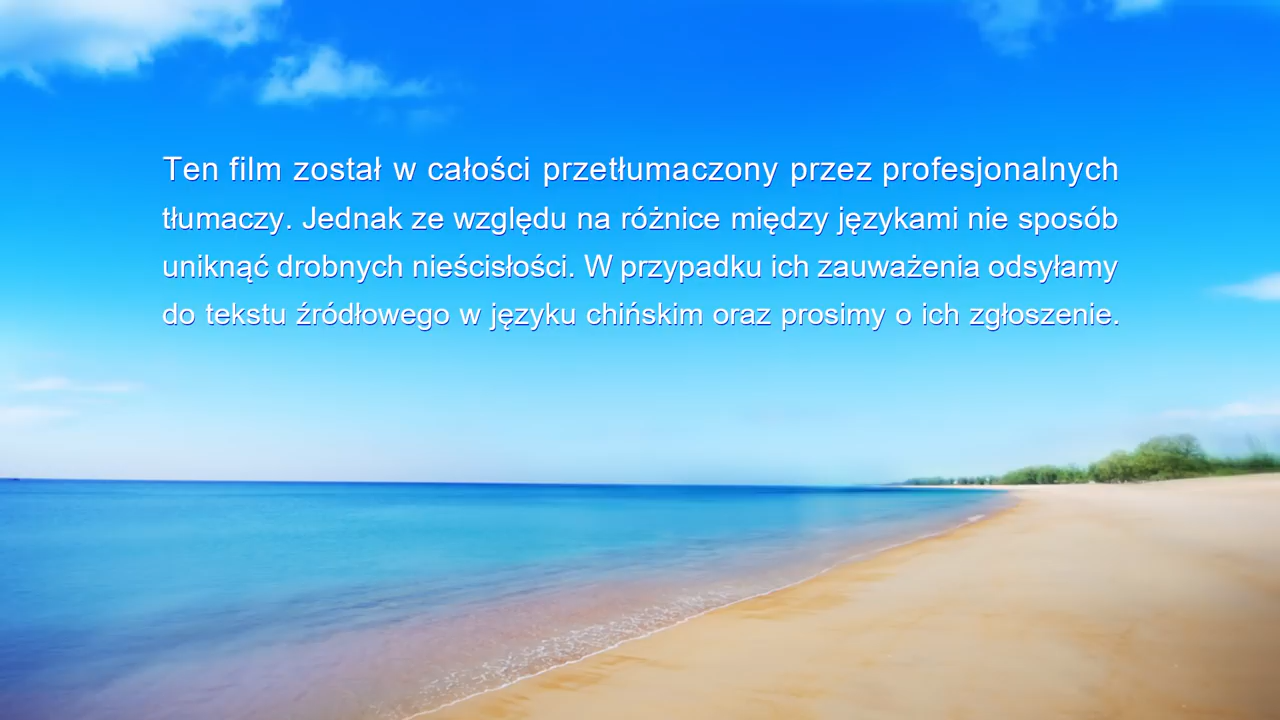 Ten film został w całości przetłumaczony przez profesjonalnych
tłumaczy. Jednak ze względu na różnice między językami nie sposób
uniknąć drobnych nieścisłości. W przypadku ich zauważenia odsyłamy
do tekstu źródłowego w języku chińskim oraz prosimy o ich zgłoszenie.